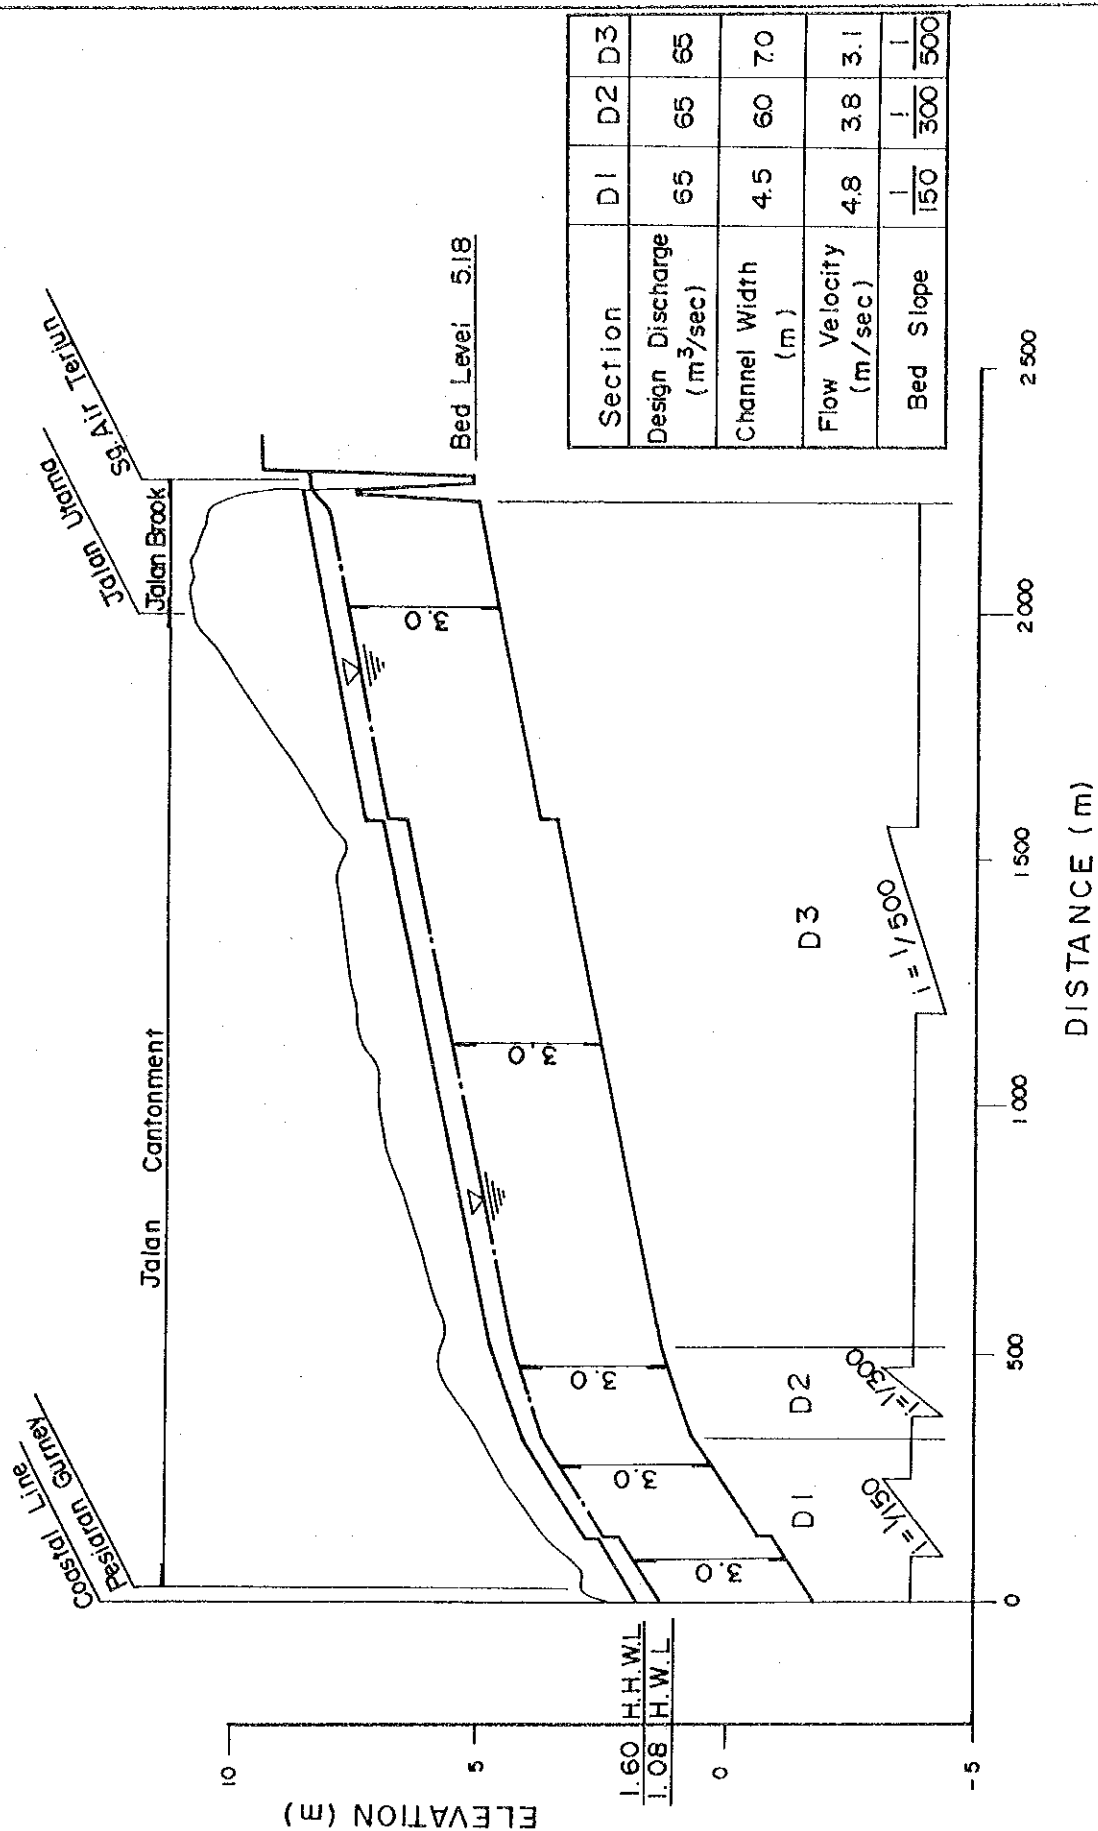 Coastal Line
Pesiaran Gurney
Jalan Cantonment
Jalan Utama
Jalan Brook
Sg. Air Terjun
Bed Level 5.18
ELEVATION (m)
10
5
0
-5
1.60 H.H.W.L
1.08 H.W.L
3.0
3.0
3.0
3.0
3.0
D1
D2
D3
i=1/150
i=1/300
i=1/500
0
500
1000
1500
2000
2500
DISTANCE (m)
Section D1 D2 D3
Design Discharge (m³/sec) 65 65 65
Channel Width (m) 4.5 6.0 7.0
Flow Velocity (m/sec) 4.8 3.8 3.1
Bed Slope 1/150 1/300 1/500